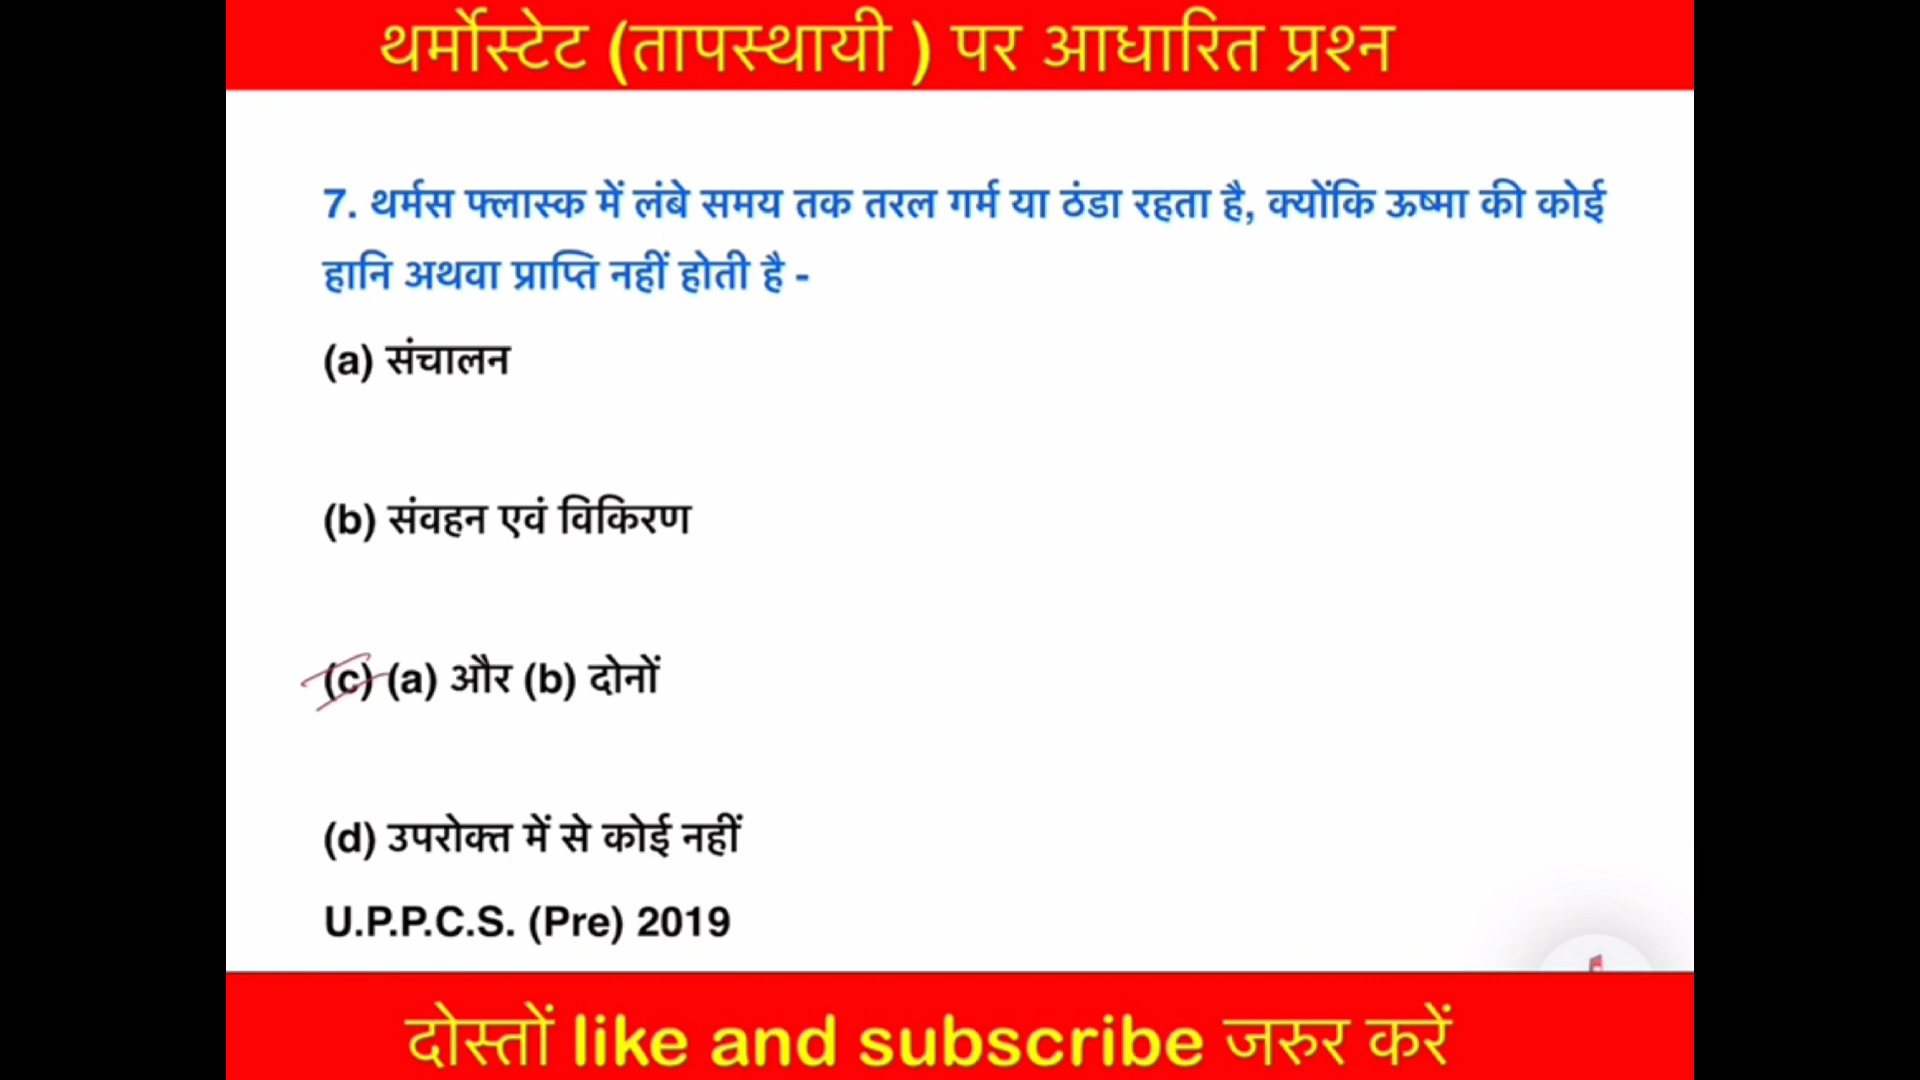 थर्मोस्टेट (तापस्थायी ) पर आधारित प्रश्न
7. थर्मस फ्लास्क में लंबे समय तक तरल गर्म या ठंडा रहता है, क्योंकि ऊष्मा की कोई
हानि अथवा प्राप्ति नहीं होती है -
(a) संचालन
(b) संवहन एवं विकिरण
(c) (a) और (b) दोनों
(d) उपरोक्त में से कोई नहीं
U.P.P.C.S. (Pre) 2019
दोस्तों like and subscribe जरुर करें